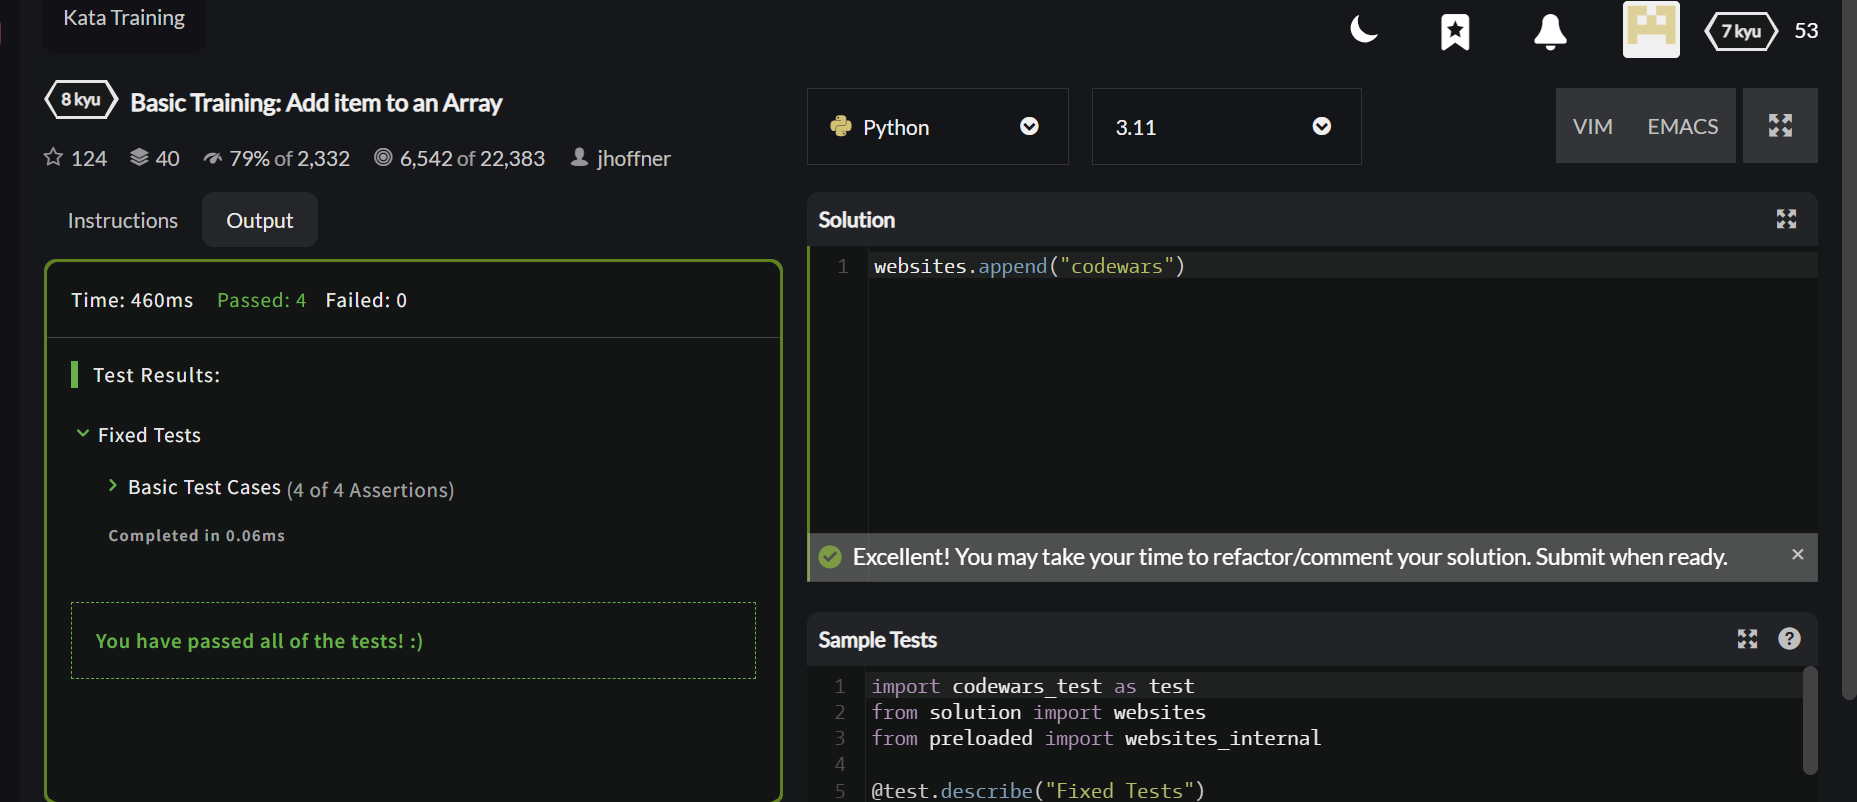 Kata Training
7 kyu 53
8 kyu Basic Training: Add item to an Array
124 40 79% of 2,332 6,542 of 22,383 jhoffner
Instructions Output
Time: 460ms Passed: 4 Failed: 0
Test Results:
Fixed Tests
Basic Test Cases (4 of 4 Assertions)
Completed in 0.06ms
You have passed all of the tests! :)
Python 3.11 VIM EMACS
Solution
1 websites.append("codewars")
Excellent! You may take your time to refactor/comment your solution. Submit when ready. ×
Sample Tests ?
1 import codewars_test as test
2 from solution import websites
3 from preloaded import websites_internal
4
5 @test.describe("Fixed Tests")